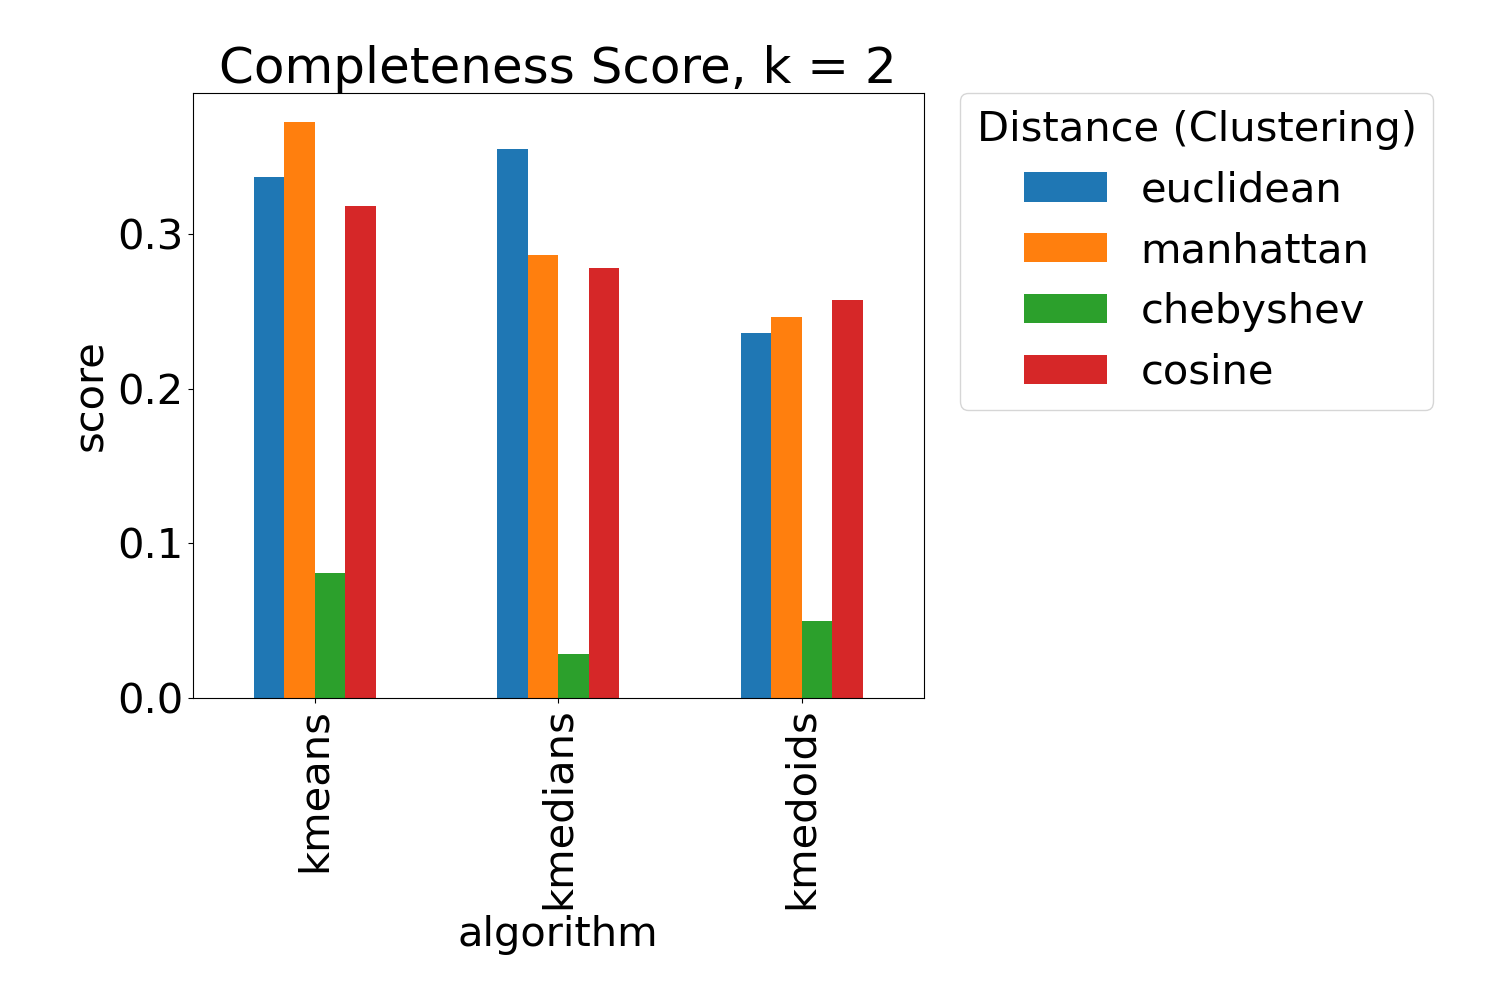 Completeness Score, k = 2
Distance (Clustering)
euclidean
manhattan
chebyshev
cosine
score
0.3
0.2
0.1
0.0
kmeans
kmedians
kmedoids
algorithm